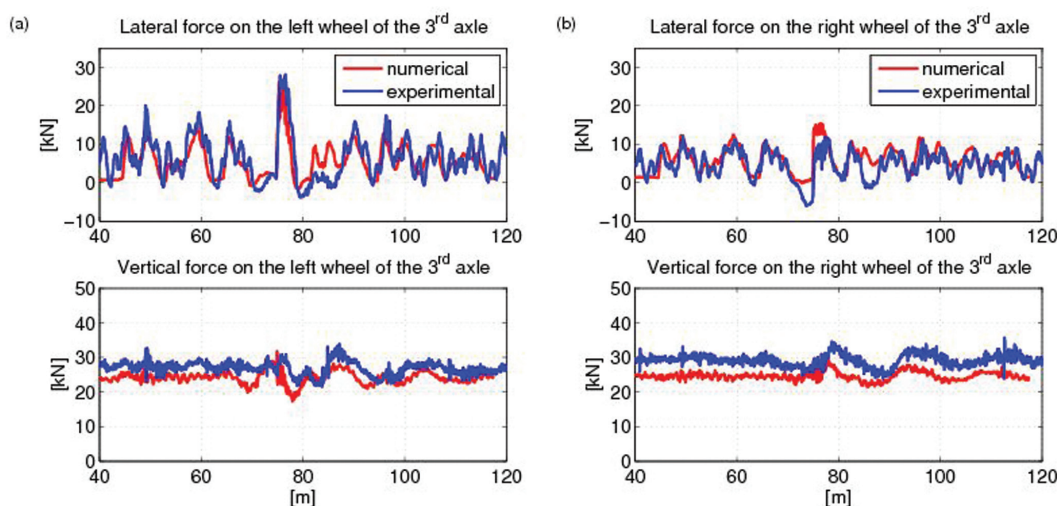 (a)
Lateral force on the left wheel of the 3rd axle
[kN]
30
20
10
0
−10
40
60
80
100
120
numerical
experimental
Vertical force on the left wheel of the 3rd axle
[kN]
50
40
30
20
10
0
40
60
80
100
120
[m]
(b)
Lateral force on the right wheel of the 3rd axle
[kN]
30
20
10
0
−10
40
60
80
100
120
numerical
experimental
Vertical force on the right wheel of the 3rd axle
[kN]
50
40
30
20
10
0
40
60
80
100
120
[m]